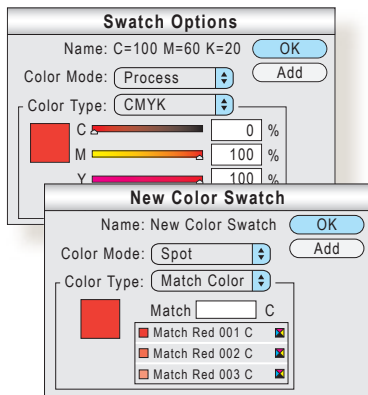 Swatch Options
Name: C=100 M=60 K=20 OK
Color Mode: Process Add
Color Type: CMYK
C 0 %
M 100 %
Y 100 %
New Color Swatch
Name: New Color Swatch OK
Color Mode: Spot Add
Color Type: Match Color
Match C
Match Red 001 C
Match Red 002 C
Match Red 003 C